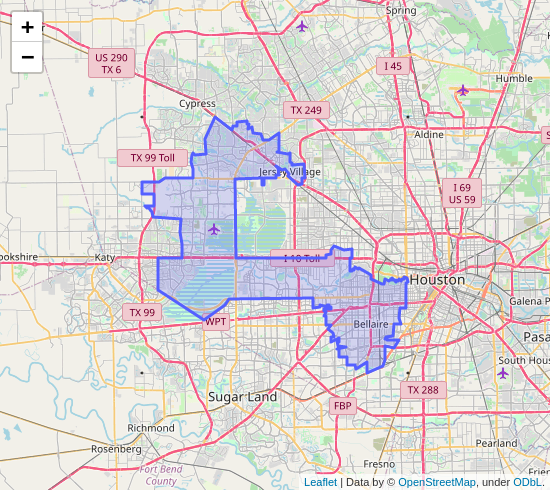 +
Spring
−
US 290
TX 6
I 45
Humble
Cypress
TX 249
Aldine
TX 99 Toll
Jersey Village
I 69
US 59
ookshire
Katy
I 10 Toll
Houston
Galena P
TX 99
WPT
Bellaire
Pasa
South Hous
TX 288
Sugar Land
FBP
Richmond
Rosenberg
Pearland
Fort Bend
County
Fresno
Frien
Leaflet | Data by © OpenStreetMap, under ODbL.